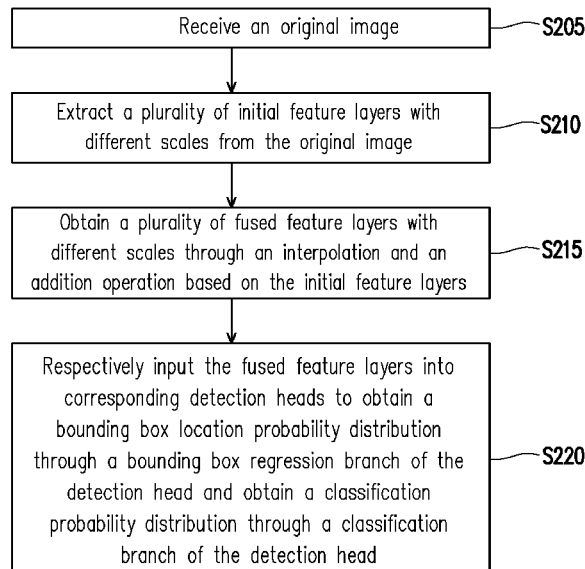 Receive an original image
S205
Extract a plurality of initial feature layers with
different scales from the original image
S210
Obtain a plurality of fused feature layers with
different scales through an interpolation and an
addition operation based on the initial feature layers
S215
Respectively input the fused feature layers into
corresponding detection heads to obtain a
bounding box location probability distribution
through a bounding box regression branch of the
detection head and obtain a classification
probability distribution through a classification
branch of the detection head
S220